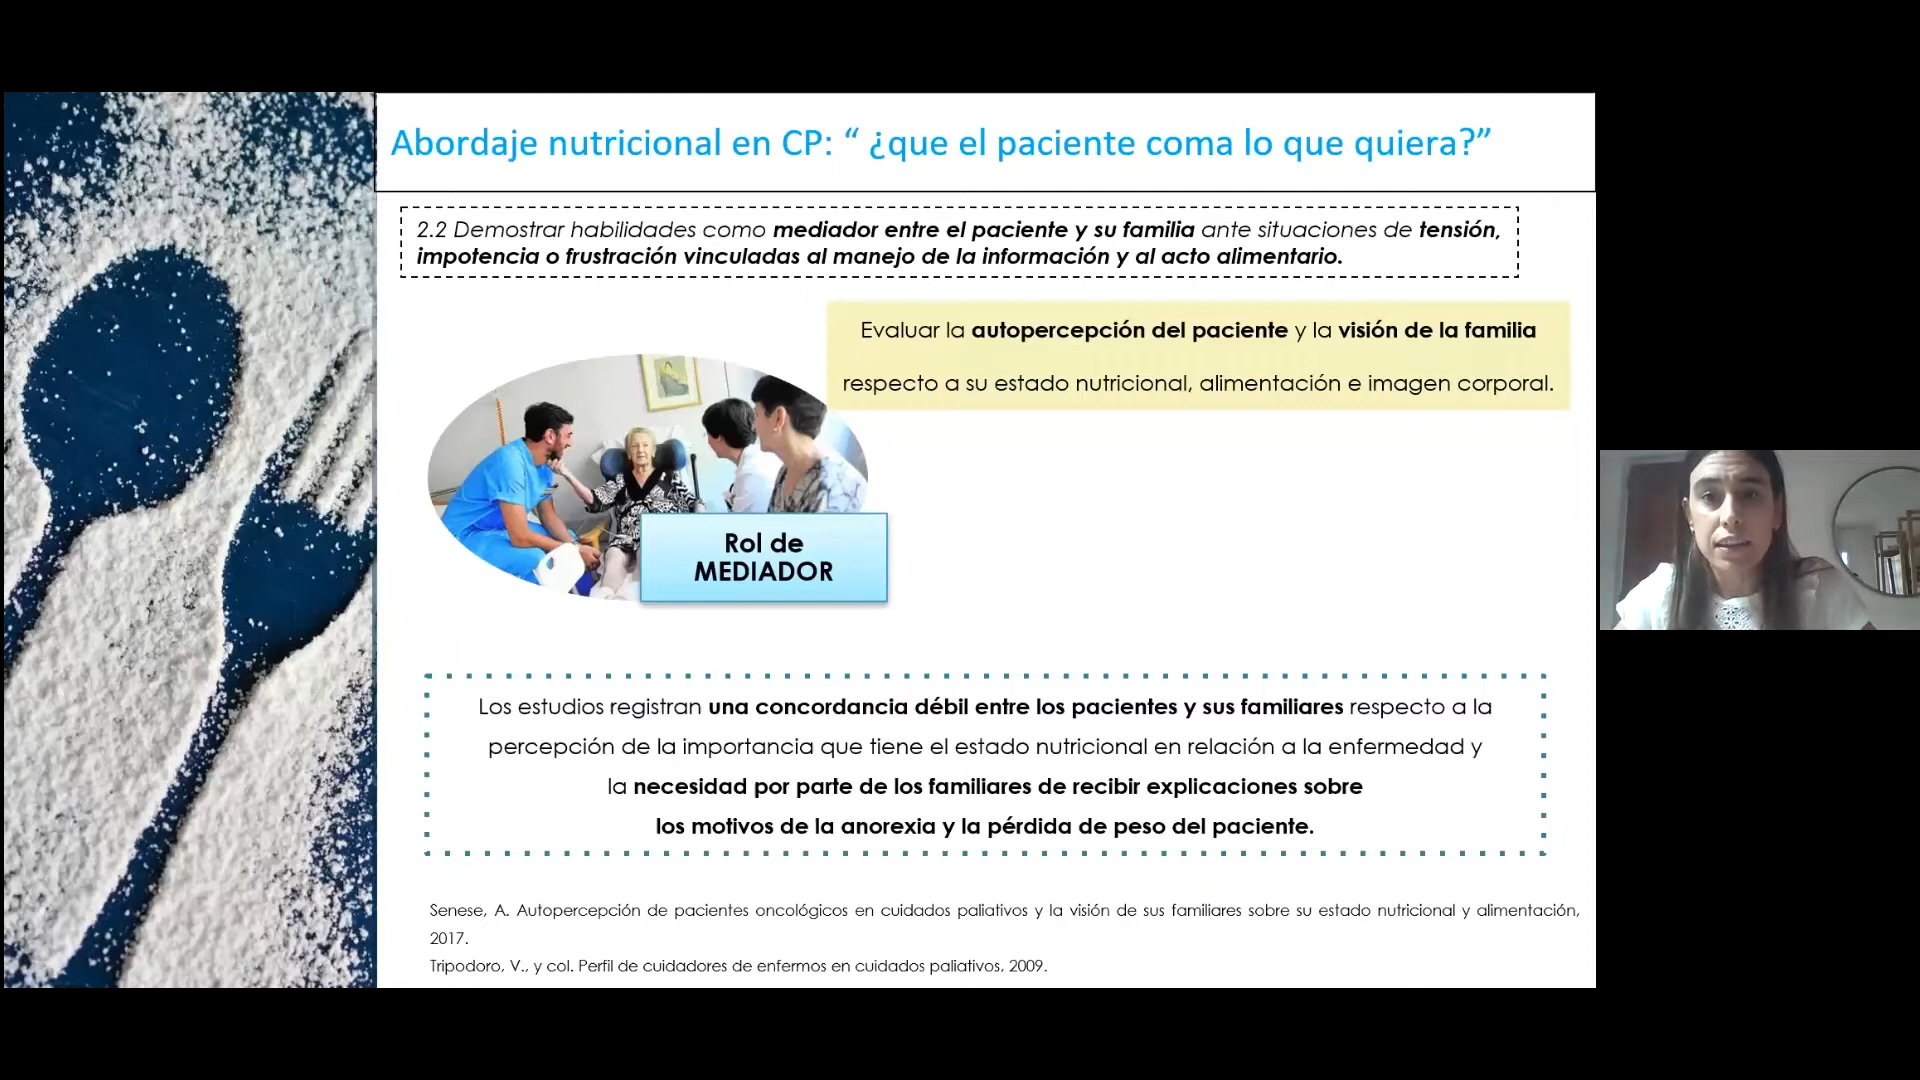 Abordaje nutricional en CP: “ ¿que el paciente coma lo que quiera?”
2.2 Demostrar habilidades como mediador entre el paciente y su familia ante situaciones de tensión,
impotencia o frustración vinculadas al manejo de la información y al acto alimentario.
Evaluar la autopercepción del paciente y la visión de la familia
respecto a su estado nutricional, alimentación e imagen corporal.
Rol de
MEDIADOR
Los estudios registran una concordancia débil entre los pacientes y sus familiares respecto a la
percepción de la importancia que tiene el estado nutricional en relación a la enfermedad y
la necesidad por parte de los familiares de recibir explicaciones sobre
los motivos de la anorexia y la pérdida de peso del paciente.
Senese, A. Autopercepción de pacientes oncológicos en cuidados paliativos y la visión de sus familiares sobre su estado nutricional y alimentación,
2017.
Tripodoro, V., y col. Perfil de cuidadores de enfermos en cuidados paliativos, 2009.